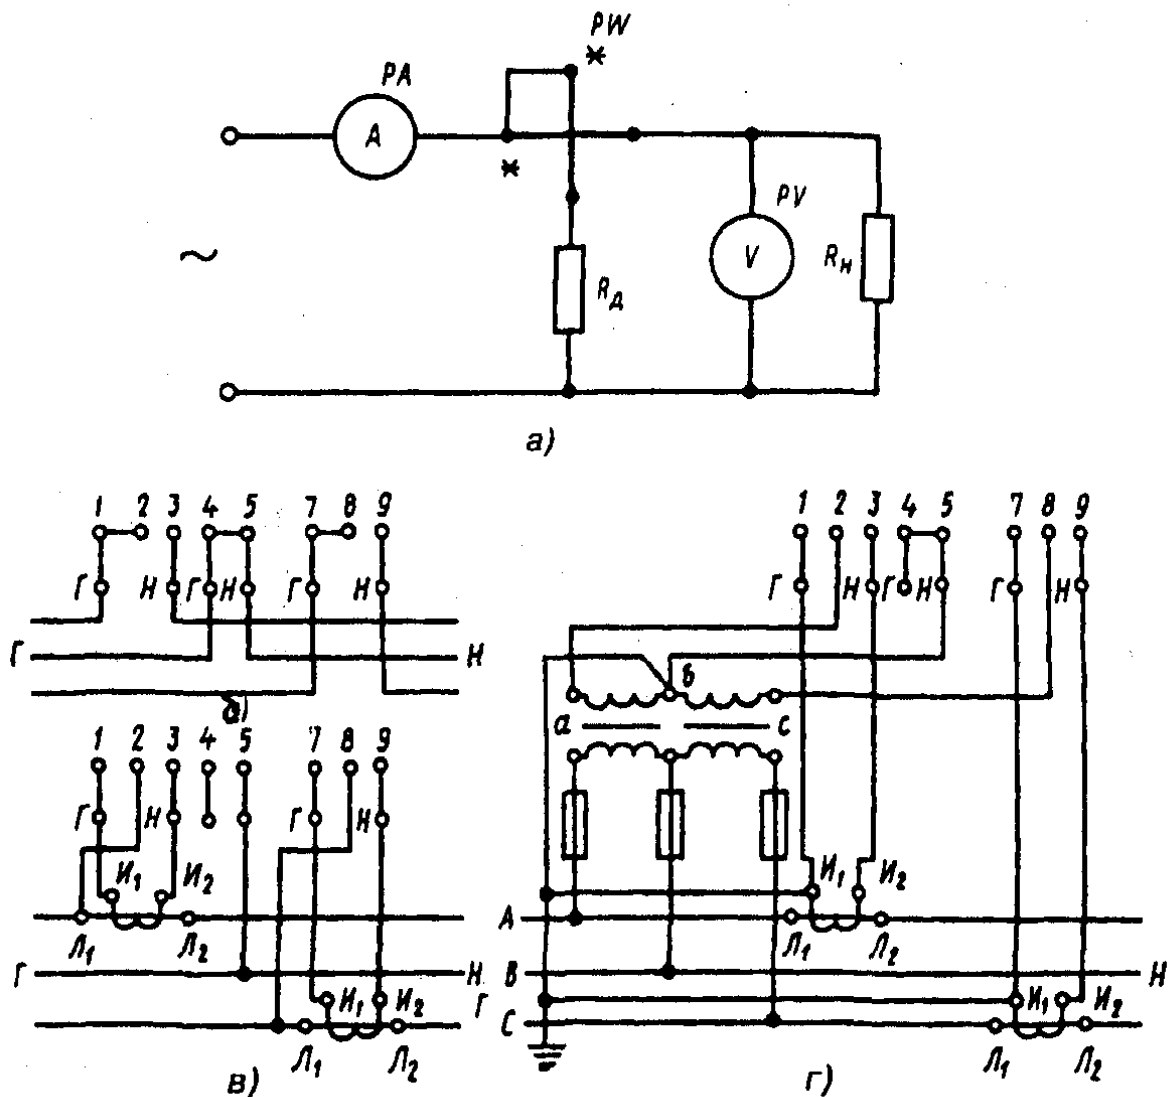 PW
*
PA
A
*
PV
V
Rн
Rд
~
а)
1 2 3 4 5 7 8 9
Г Н Г Н Г Н
Г Н
б)
1 2 3 4 5 7 8 9
Г Н Г Н
И1 И2
Л1 Л2
Г Н
И1 И2
Л1 Л2
в)
1 2 3 4 5 7 8 9
Г Н Г Н Г Н
в
а с
И1 И2
А
Л1 Л2
В Н
Г
И1 И2
С
Л1 Л2
г)